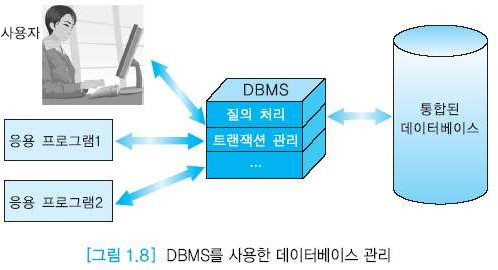 사용자
DBMS
질의 처리
트랜잭션 관리
...
응용 프로그램1
응용 프로그램2
통합된
데이터베이스
[그림 1.8] DBMS를 사용한 데이터베이스 관리